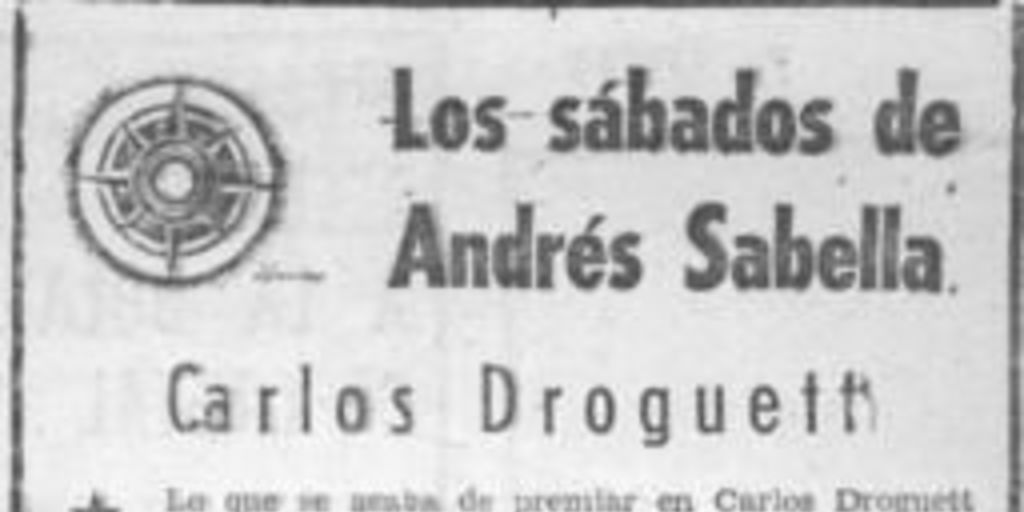 Los sábados de
Andrés Sabella.
Carlos Droguett
Lo que se acaba de premiar en Carlos Droguett